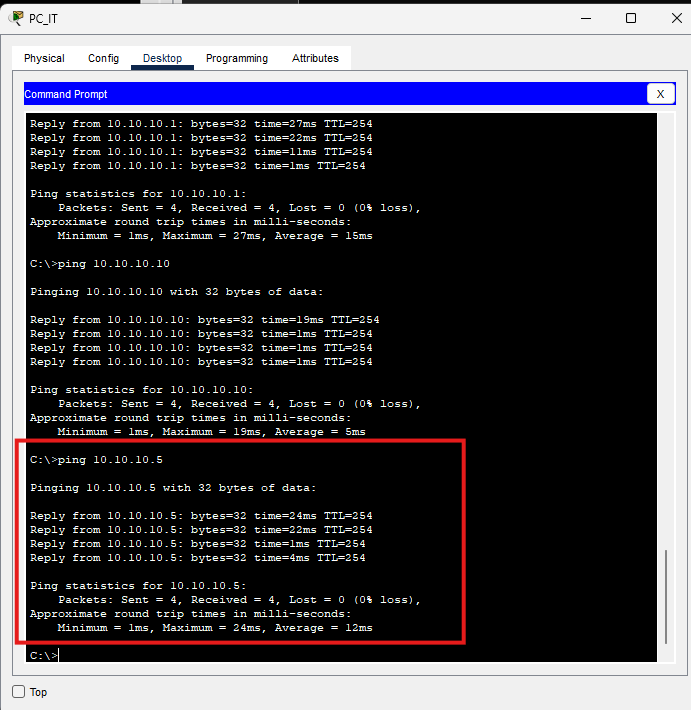 PC_IT
Physical Config Desktop Programming Attributes
Command Prompt X
Reply from 10.10.10.1: bytes=32 time=27ms TTL=254
Reply from 10.10.10.1: bytes=32 time=22ms TTL=254
Reply from 10.10.10.1: bytes=32 time=11ms TTL=254
Reply from 10.10.10.1: bytes=32 time=1ms TTL=254
Ping statistics for 10.10.10.1:
Packets: Sent = 4, Received = 4, Lost = 0 (0% loss),
Approximate round trip times in milli-seconds:
Minimum = 1ms, Maximum = 27ms, Average = 15ms
C:\>ping 10.10.10.10
Pinging 10.10.10.10 with 32 bytes of data:
Reply from 10.10.10.10: bytes=32 time=19ms TTL=254
Reply from 10.10.10.10: bytes=32 time=1ms TTL=254
Reply from 10.10.10.10: bytes=32 time=1ms TTL=254
Reply from 10.10.10.10: bytes=32 time=1ms TTL=254
Ping statistics for 10.10.10.10:
Packets: Sent = 4, Received = 4, Lost = 0 (0% loss),
Approximate round trip times in milli-seconds:
Minimum = 1ms, Maximum = 19ms, Average = 5ms
C:\>ping 10.10.10.5
Pinging 10.10.10.5 with 32 bytes of data:
Reply from 10.10.10.5: bytes=32 time=24ms TTL=254
Reply from 10.10.10.5: bytes=32 time=22ms TTL=254
Reply from 10.10.10.5: bytes=32 time=1ms TTL=254
Reply from 10.10.10.5: bytes=32 time=4ms TTL=254
Ping statistics for 10.10.10.5:
Packets: Sent = 4, Received = 4, Lost = 0 (0% loss),
Approximate round trip times in milli-seconds:
Minimum = 1ms, Maximum = 24ms, Average = 12ms
C:\>
Top